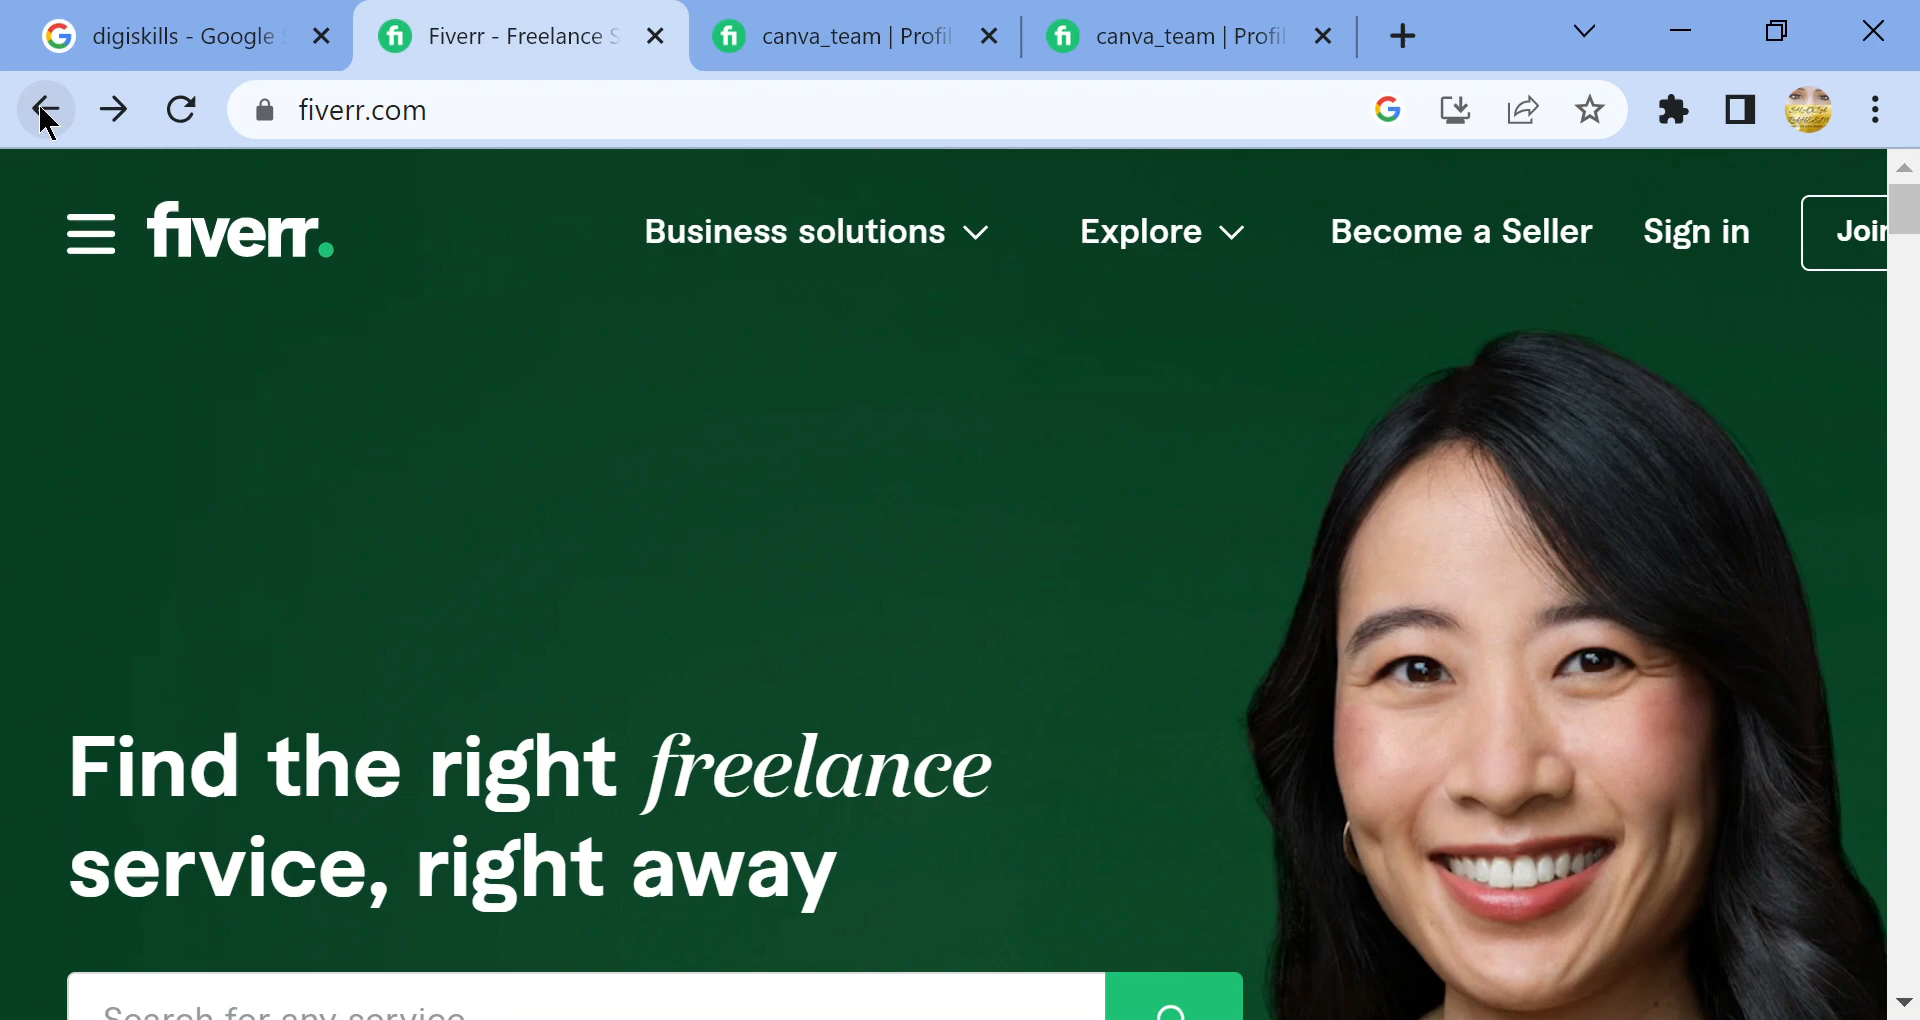 digiskills - Google
Fiverr - Freelance S
canva_team | Profil
canva_team | Profil
fiverr.com
fiverr.
Business solutions
Explore
Become a Seller
Sign in
Join
Find the right freelance
service, right away
Search for any service